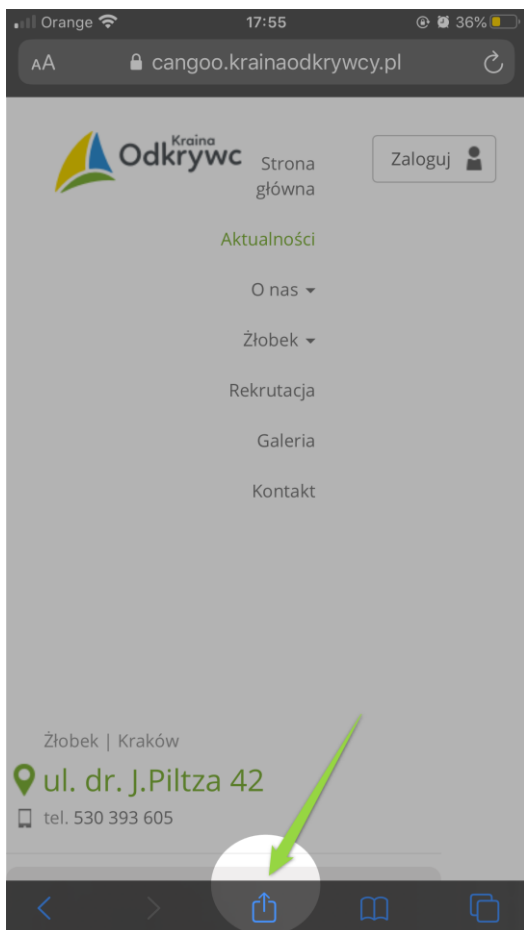 Orange 17:55 36%
AA cangoo.krainaodkrywcy.pl
Kraina
Odkrywc
Zaloguj
Strona
główna
Aktualności
O nas
Żłobek
Rekrutacja
Galeria
Kontakt
Żłobek | Kraków
ul. dr. J.Piltza 42
tel. 530 393 605